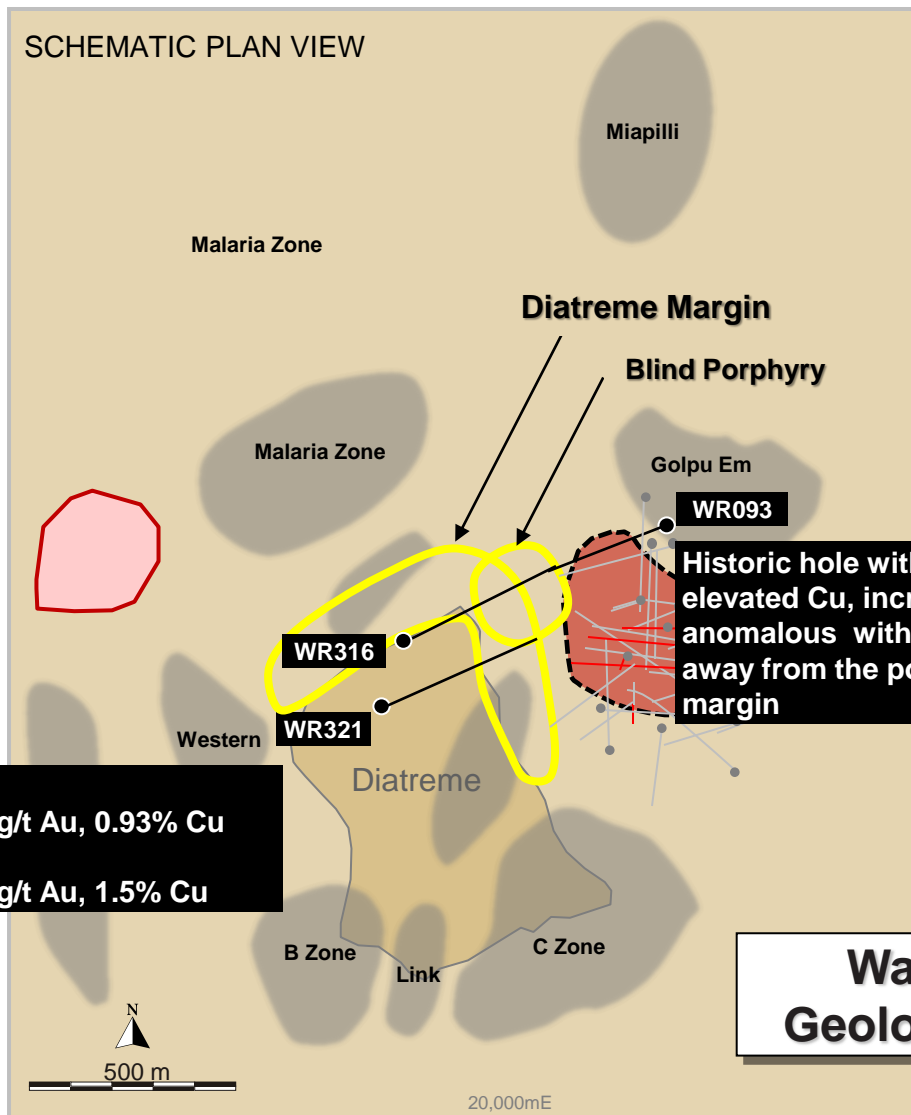 SCHEMATIC PLAN VIEW
Miapilli
Malaria Zone
Diatreme Margin
Blind Porphyry
Malaria Zone
Golpu Em
WR093
Historic hole with
elevated Cu, incr
anomalous with
away from the po
margin
WR316
WR321
Western
Diatreme
g/t Au, 0.93% Cu
g/t Au, 1.5% Cu
B Zone
Link
C Zone
Wa
Geolo
N
500 m
20,000mE